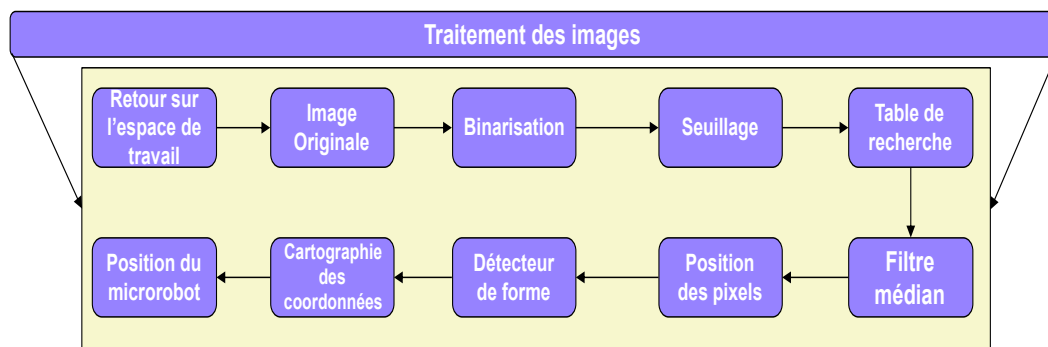 Traitement des images
Retour sur
l'espace de
travail
Image
Originale
Binarisation
Seuillage
Table de
recherche
Position du
microrobot
Cartographie
des
coordonnées
Détecteur
de forme
Position
des pixels
Filtre
médian